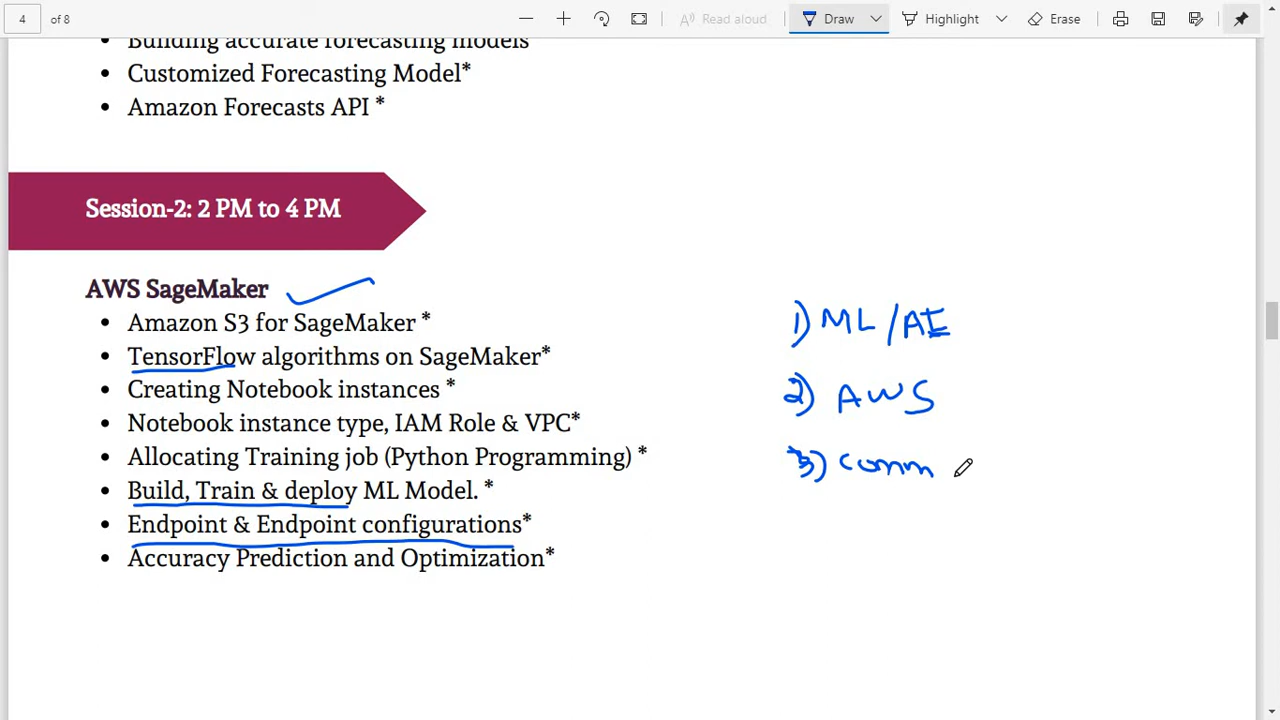 4 of 8 Read aloud Draw Highlight Erase
• Building accurate forecasting models
• Customized Forecasting Model*
• Amazon Forecasts API *
Session-2: 2 PM to 4 PM
AWS SageMaker
• Amazon S3 for SageMaker *
• TensorFlow algorithms on SageMaker*
• Creating Notebook instances *
• Notebook instance type, IAM Role & VPC*
• Allocating Training job (Python Programming) *
• Build, Train & deploy ML Model. *
• Endpoint & Endpoint configurations*
• Accuracy Prediction and Optimization*
1) ML/AI
2) AWS
3) comm